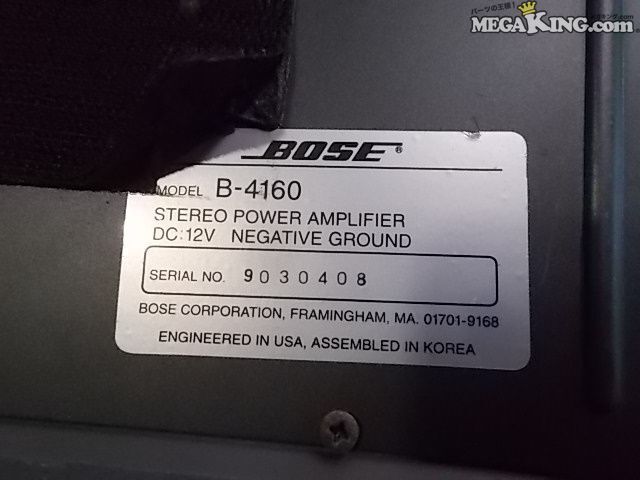 パーツの王様!
MEGAKING.COM
BOSE®
MODEL B-4160
STEREO POWER AMPLIFIER
DC:12V NEGATIVE GROUND
SERIAL NO. 9030408
BOSE CORPORATION, FRAMINGHAM, MA. 01701-9168
ENGINEERED IN USA, ASSEMBLED IN KOREA